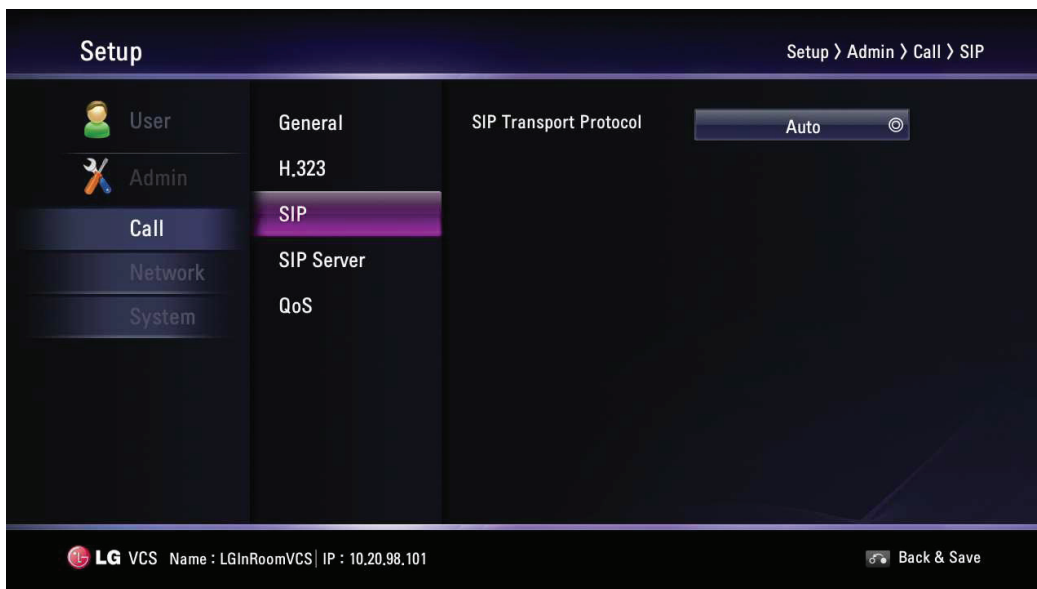 Setup
Setup > Admin > Call > SIP
User
Admin
Call
Network
System
General
H.323
SIP
SIP Server
QoS
SIP Transport Protocol
Auto
LG VCS Name : LGInRoomVCS| IP : 10.20.98.101
Back & Save